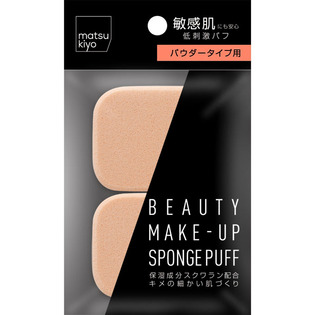 matsu
kiyo
敏感肌にも安心
低刺激パフ
パウダータイプ用
BEAUTY
MAKE-UP
SPONGE PUFF
保湿成分スクワラン配合
キメの細かい肌づくり